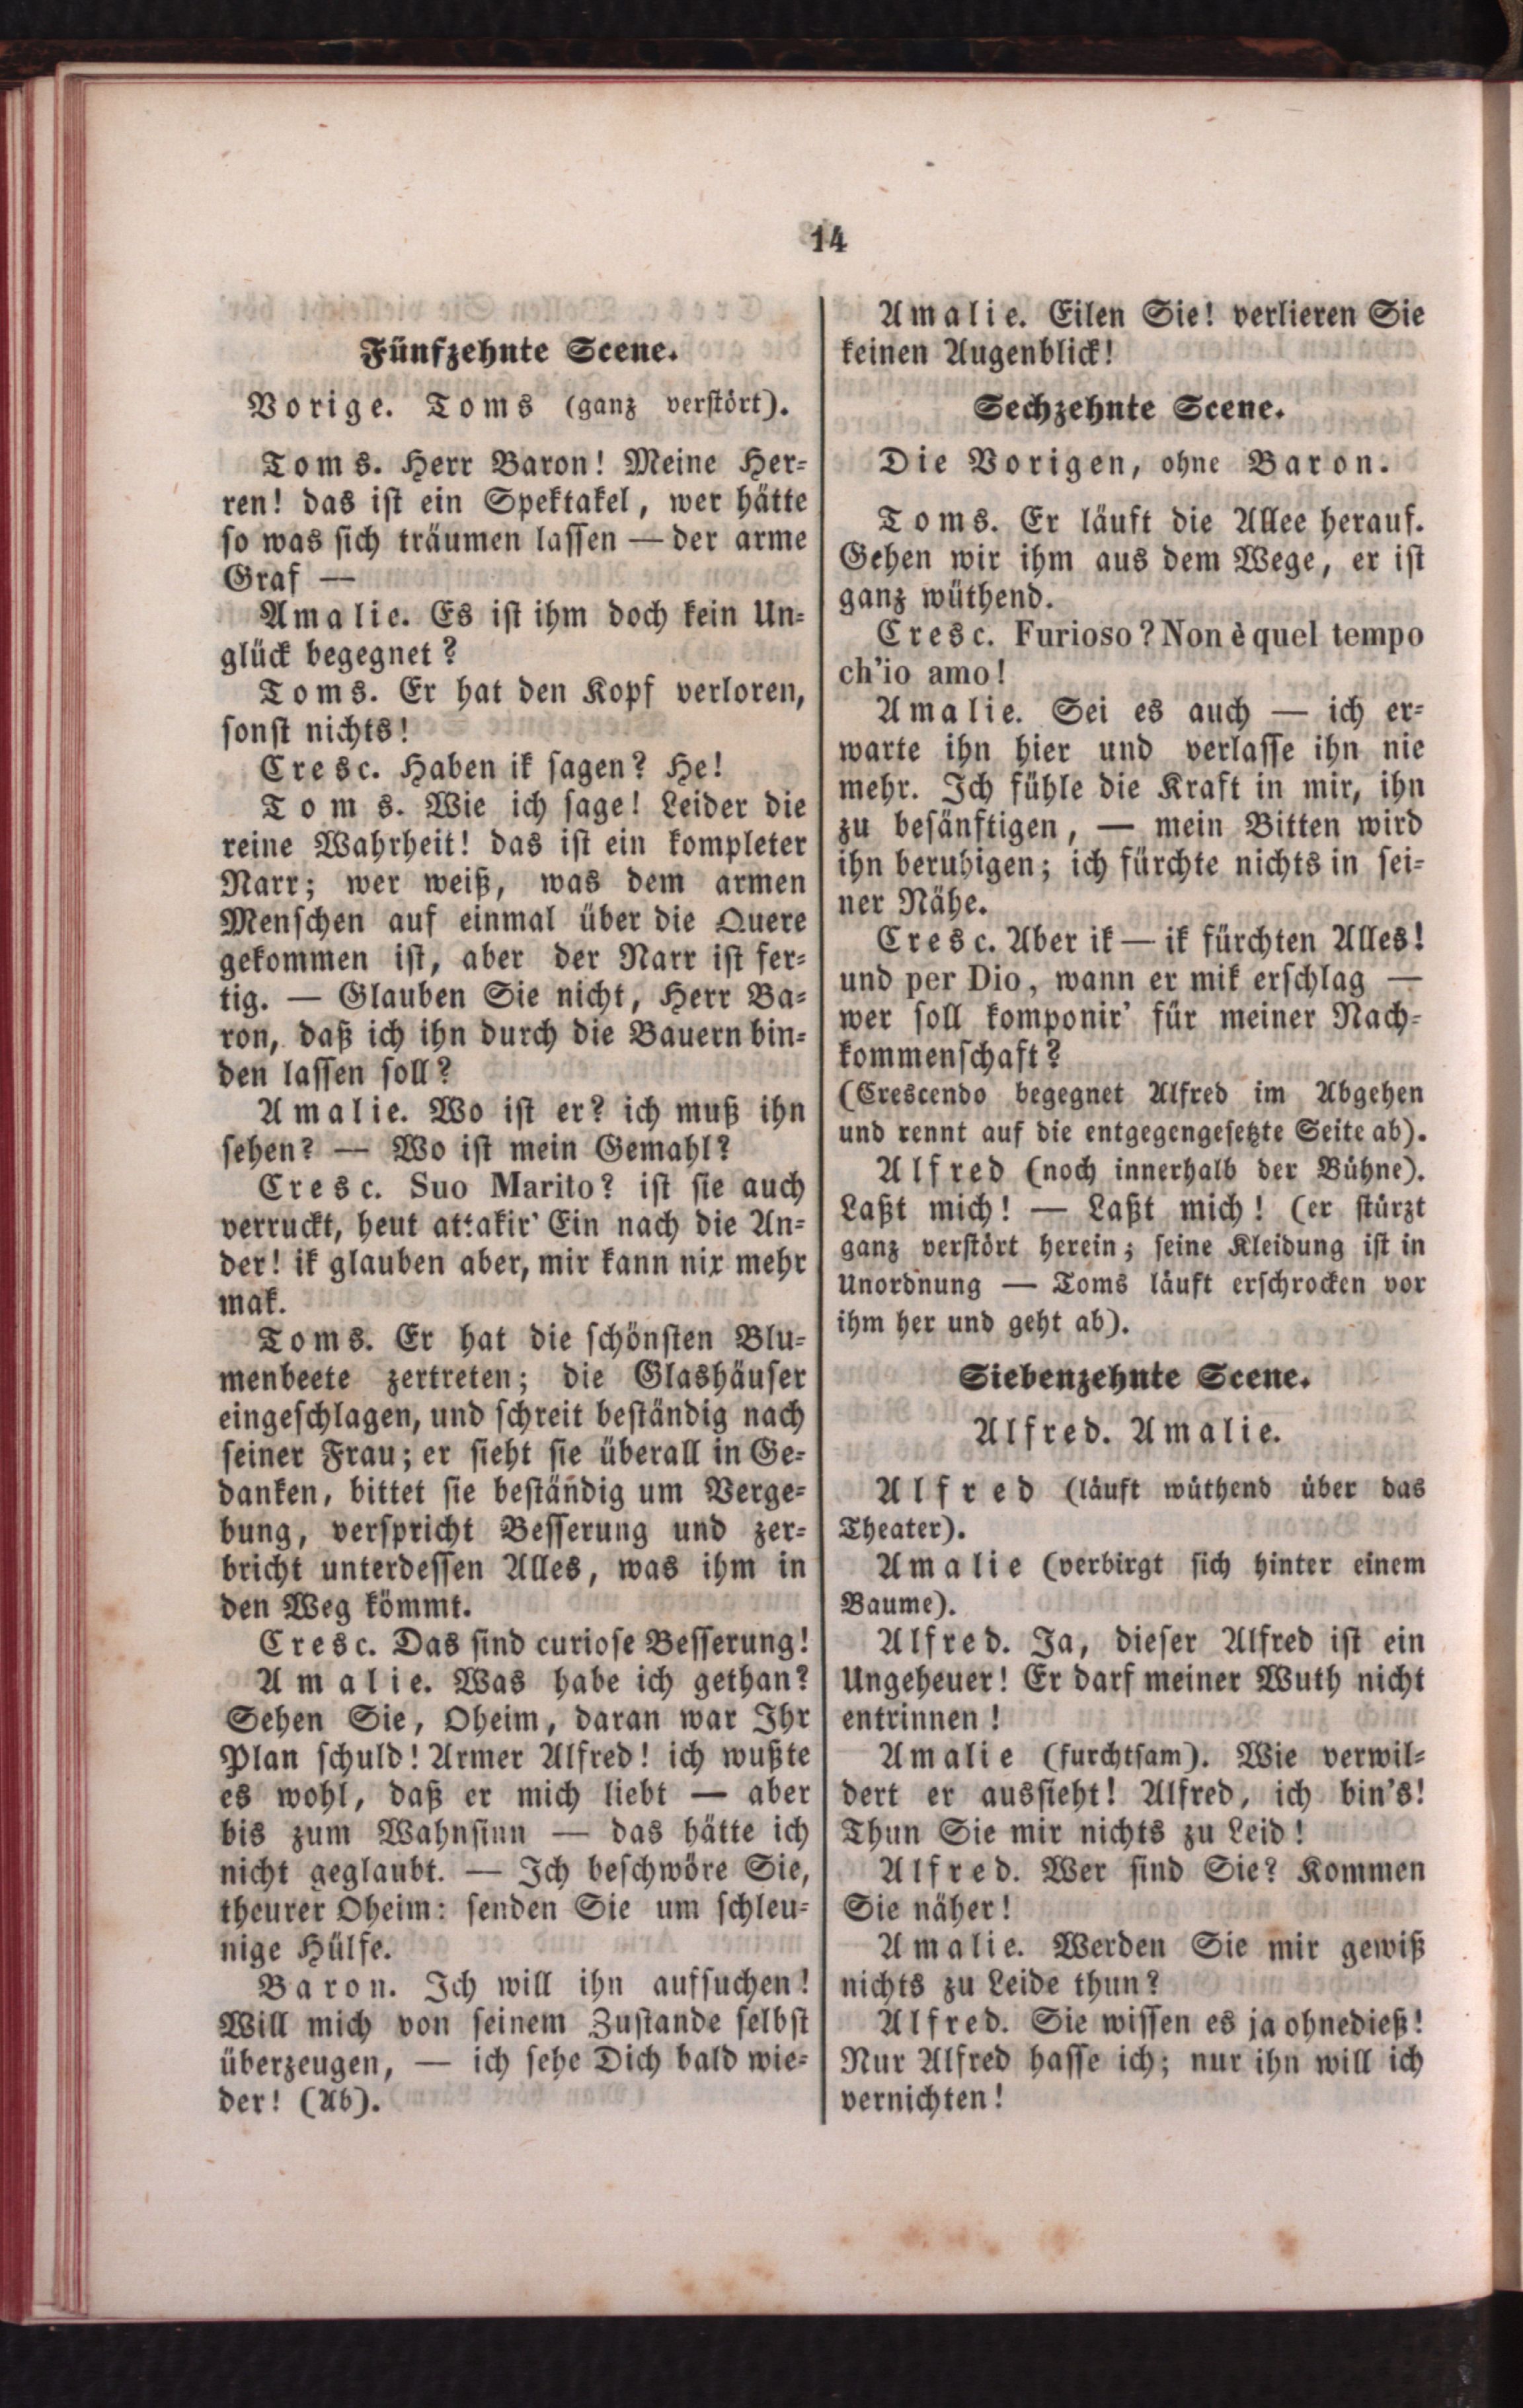 14
Fünfzehnte Scene.
Vorige. Toms (ganz verstört).
Toms. Herr Baron! Meine Her-
ren! das ist ein Spektakel, wer hätte
so was sich träumen lassen — der arme
Graf —
Amalie. Es ist ihm doch kein Un-
glück begegnet?
Toms. Er hat den Kopf verloren,
sonst nichts!
Cresc. Haben ik sagen? He!
Toms. Wie ich sage! Leider die
reine Wahrheit! das ist ein kompleter
Narr; wer weiß, was dem armen
Menschen auf einmal über die Quere
gekommen ist, aber der Narr ist fer-
tig. — Glauben Sie nicht, Herr Ba-
ron, daß ich ihn durch die Bauern bin-
den lassen soll?
Amalie. Wo ist er? ich muß ihn
sehen? — Wo ist mein Gemahl?
Cresc. Suo Marito? ist sie auch
verruckt, heut attakir' Ein nach die An-
der! ik glauben aber, mir kann nix mehr
mak.
Toms. Er hat die schönsten Blu-
menbeete zertreten; die Glashäuser
eingeschlagen, und schreit beständig nach
seiner Frau; er sieht sie überall in Ge-
danken, bittet sie beständig um Verge-
bung, verspricht Besserung und zer-
bricht unterdessen Alles, was ihm in
den Weg kömmt.
Cresc. Das sind curiose Besserung!
Amalie. Was habe ich gethan?
Sehen Sie, Oheim, daran war Ihr
Plan schuld! Armer Alfred! ich wußte
es wohl, daß er mich liebt — aber
bis zum Wahnsinn — das hätte ich
nicht geglaubt. — Ich beschwöre Sie,
theurer Oheim: senden Sie um schleu-
nige Hülfe.
Baron. Ich will ihn aufsuchen!
Will mich von seinem Zustande selbst
überzeugen, — ich sehe Dich bald wie-
der! (Ab).
Amalie. Eilen Sie! verlieren Sie
keinen Augenblick!
Sechzehnte Scene.
Die Vorigen, ohne Baron.
Toms. Er läuft die Allee herauf.
Gehen wir ihm aus dem Wege, er ist
ganz wüthend.
Cresc. Furioso? Non è quel tempo
ch'io amo!
Amalie. Sei es auch — ich er-
warte ihn hier und verlasse ihn nie
mehr. Ich fühle die Kraft in mir, ihn
zu besänftigen, — mein Bitten wird
ihn beruhigen; ich fürchte nichts in sei-
ner Nähe.
Cresc. Aber ik — ik fürchten Alles!
und per Dio, wann er mik erschlag —
wer soll komponir' für meiner Nach-
kommenschaft?
(Crescendo begegnet Alfred im Abgehen
und rennt auf die entgegengesetzte Seite ab).
Alfred (noch innerhalb der Bühne).
Laßt mich! — Laßt mich! (er stürzt
ganz verstört herein; seine Kleidung ist in
Unordnung — Toms läuft erschrocken vor
ihm her und geht ab).
Siebenzehnte Scene.
Alfred. Amalie.
Alfred (läuft wüthend über das
Theater).
Amalie (verbirgt sich hinter einem
Baume).
Alfred. Ja, dieser Alfred ist ein
Ungeheuer! Er darf meiner Wuth nicht
entrinnen!
Amalie (furchtsam). Wie verwil-
dert er aussieht! Alfred, ich bin's!
Thun Sie mir nichts zu Leid!
Alfred. Wer sind Sie? Kommen
Sie näher!
Amalie. Werden Sie mir gewiß
nichts zu Leide thun?
Alfred. Sie wissen es ja ohnedieß!
Nur Alfred hasse ich; nur ihn will ich
vernichten!